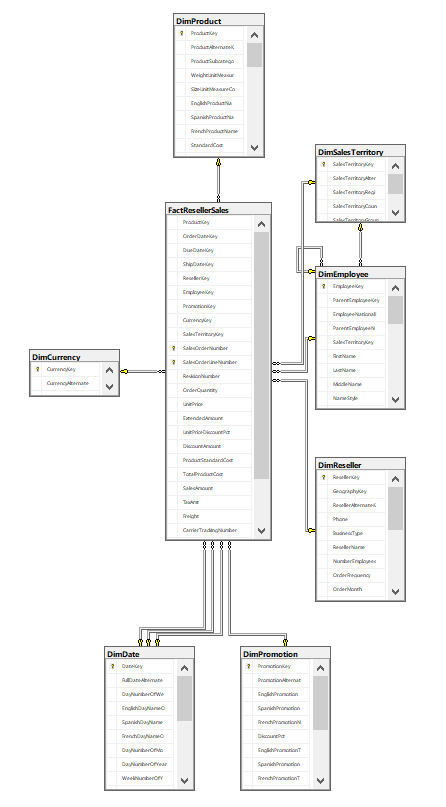 DimProduct
ProductKey
ProductAlternateK
ProductSubcatego
WeightUnitMeasur
SizeUnitMeasureCo
EnglishProductNa
SpanishProductNa
FrenchProductName
StandardCost
DimSalesTerritory
SalesTerritoryKey
SalesTerritoryAlter
SalesTerritoryRegi
SalesTerritoryCoun
SalesTerritoryGroup
FactResellerSales
ProductKey
OrderDateKey
DueDateKey
ShipDateKey
ResellerKey
EmployeeKey
PromotionKey
CurrencyKey
SalesTerritoryKey
SalesOrderNumber
SalesOrderLineNumber
RevisionNumber
OrderQuantity
UnitPrice
ExtendedAmount
UnitPriceDiscountPct
DiscountAmount
ProductStandardCost
TotalProductCost
SalesAmount
TaxAmt
Freight
CarrierTrackingNumber
DimEmployee
EmployeeKey
ParentEmployeeKey
EmployeeNationalI
ParentEmployeeN
SalesTerritoryKey
FirstName
LastName
MiddleName
NameStyle
DimCurrency
CurrencyKey
CurrencyAlternate
DimReseller
ResellerKey
GeographyKey
ResellerAlternateK
Phone
BusinessType
ResellerName
NumberEmployees
OrderFrequency
OrderMonth
DimDate
DateKey
FullDateAlternate
DayNumberOfWe
EnglishDayNameO
SpanishDayName
FrenchDayNameO
DayNumberOfMo
DayNumberOfYear
WeekNumberOfY
DimPromotion
PromotionKey
PromotionAlternat
EnglishPromotion
SpanishPromotion
FrenchPromotionN
DiscountPct
EnglishPromotionT
SpanishPromotion
FrenchPromotionT